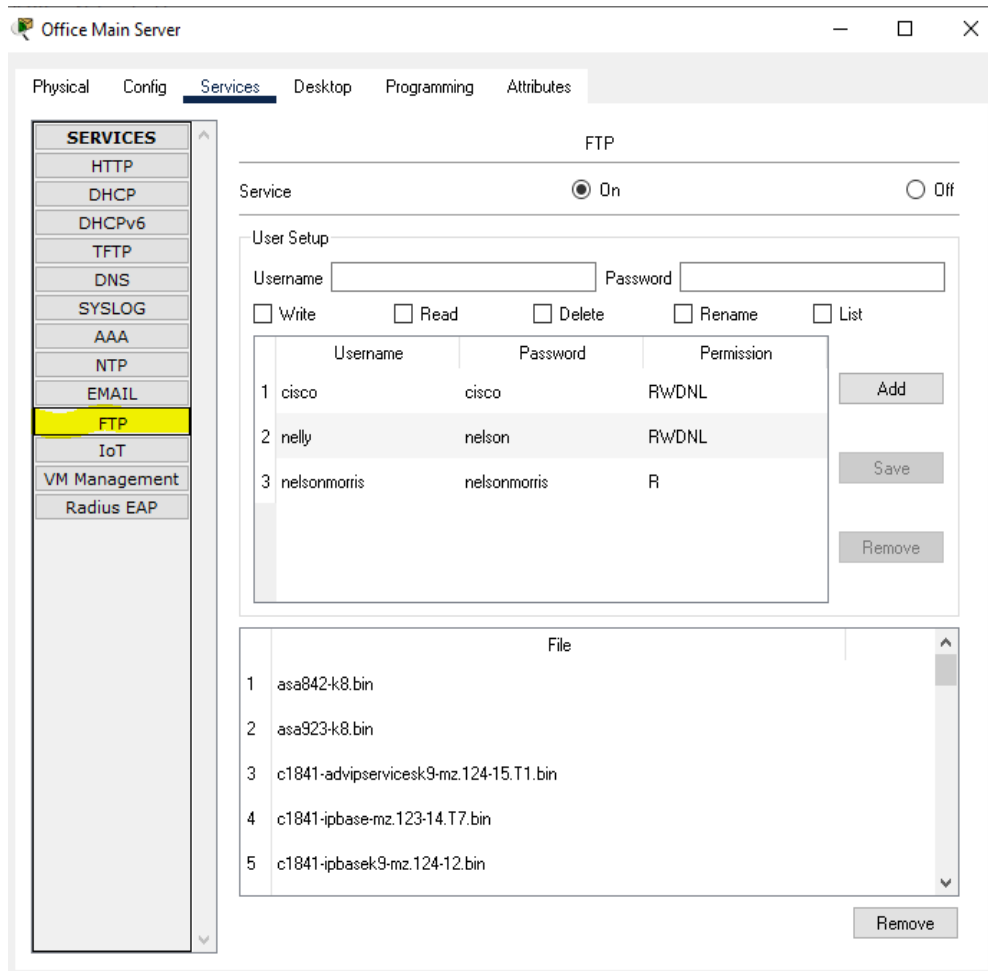 Office Main Server
Physical Config Services Desktop Programming Attributes
SERVICES
HTTP
DHCP
DHCPv6
TFTP
DNS
SYSLOG
AAA
NTP
EMAIL
FTP
IoT
VM Management
Radius EAP
FTP
Service On Off
User Setup
Username Password
Write Read Delete Rename List
Username Password Permission
1 cisco cisco RWDNL
2 nelly nelson RWDNL
3 nelsonmorris nelsonmorris R
Add
Save
Remove
File
1 asa842-k8.bin
2 asa923-k8.bin
3 c1841-advipservicesk9-mz.124-15.T1.bin
4 c1841-ipbase-mz.123-14.T7.bin
5 c1841-ipbasek9-mz.124-12.bin
Remove